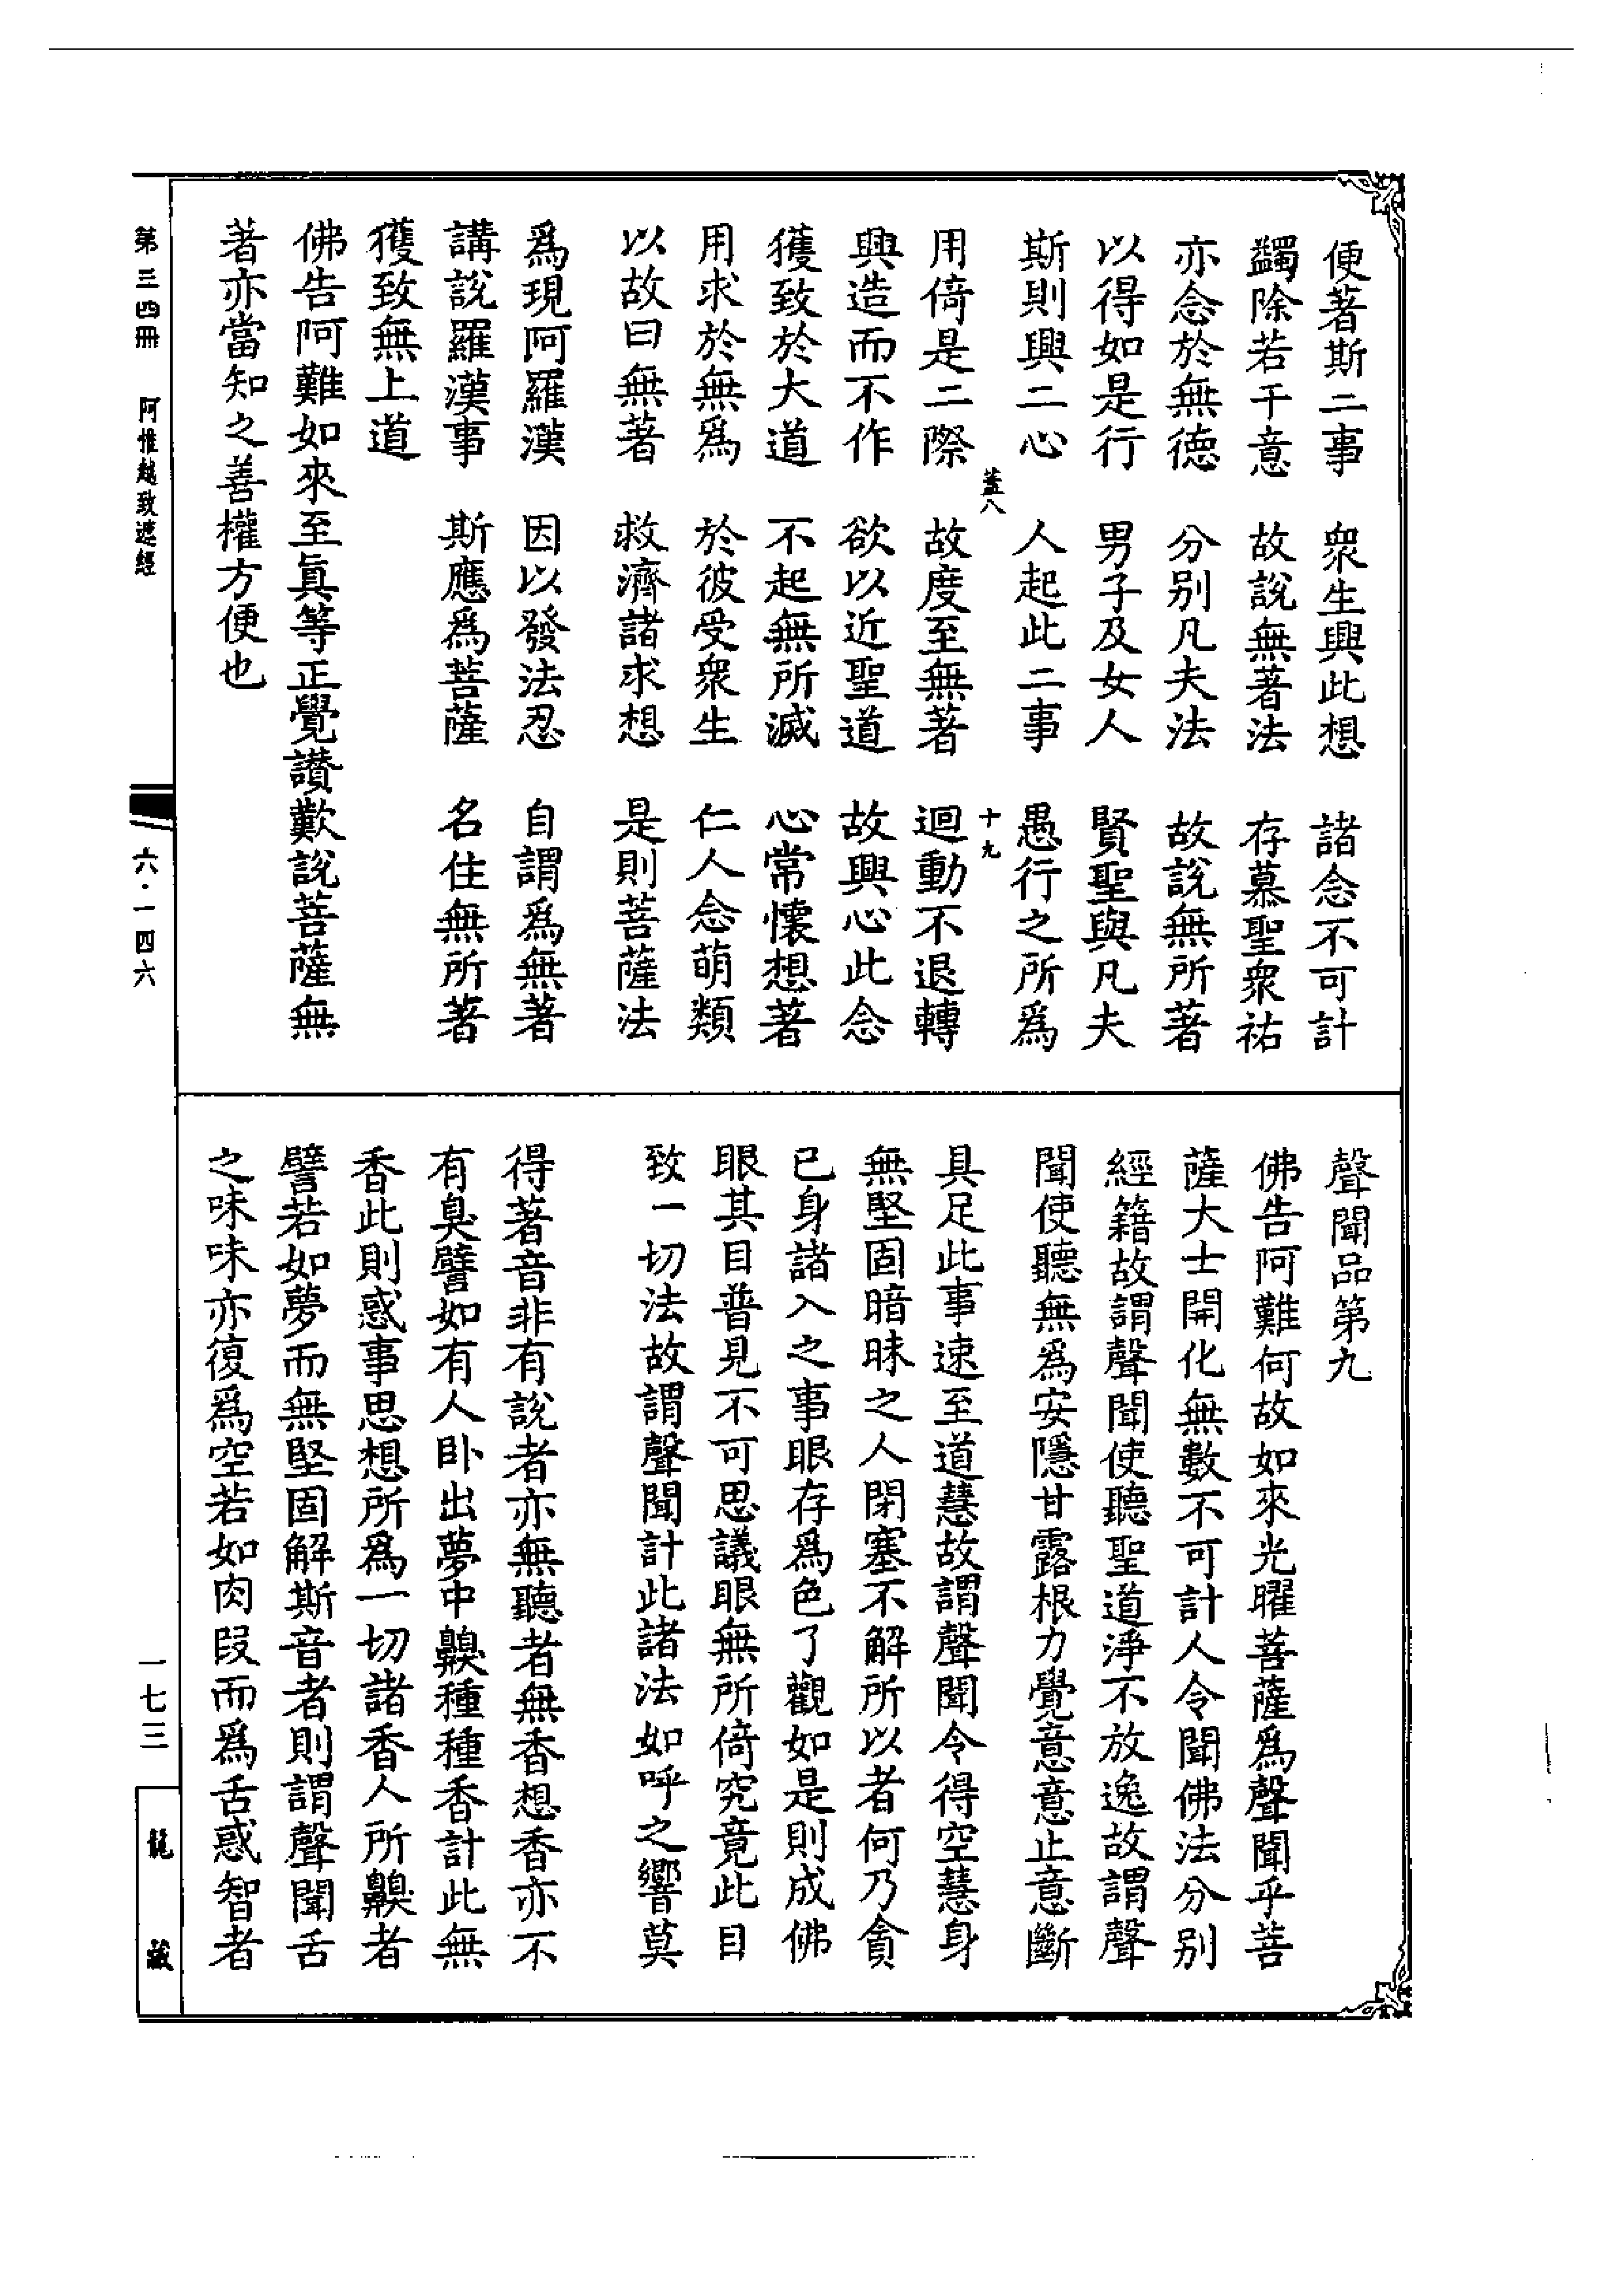 便著斯二事　衆生興此想　諸念不可計
蠲除若干意　故說無著法　存慕聖衆祐
亦念於無德　分別凡夫法　故說無所著
以得如是行　男子及女人　賢聖與凡夫
斯則興二心　人起此二事　愚行之所爲
蓋八　十九
用倚是二際　故度至無著　迴動不退轉
興造而不作　欲以近聖道　故興心此念
獲致於大道　不起無所滅　心常懷想著
用求於無爲　於彼受衆生　仁人念萌類
以故曰無著　救濟諸求想　是則菩薩法
爲現阿羅漢　因以發法忍　自謂爲無著
講說羅漢事　斯應爲菩薩　名住無所著
獲致無上道
佛告阿難如來至眞等正覺讃歎說菩薩無
著亦當知之善權方便也
聲聞品第九
佛告阿難何故如來光曜菩薩爲聲聞乎菩
薩大士開化無數不可計人令聞佛法分別
經籍故謂聲聞使聽聖道淨不放逸故謂聲
聞使聽無爲安隱甘露根力覺意意止意斷
具足此事速至道慧故謂聲聞令得空慧身
無堅固暗昧之人閉塞不解所以者何乃貪
已身諸入之事眼存爲色了觀如是則成佛
眼其目普見不可思議眼無所倚究竟此目
致一切法故謂聲聞計此諸法如呼之響莫
得著音非有說者亦無聽者無香想香亦不
有臭譬如有人臥出夢中齅種種香計此無
香此則惑事思想所爲一切諸香人所齅者
譬若如夢而無堅固解斯音者則謂聲聞舌
之味味亦復爲空若如肉段而爲舌惑智者
第三四冊　阿惟越致遮經
六·一四六
一七三
龍藏